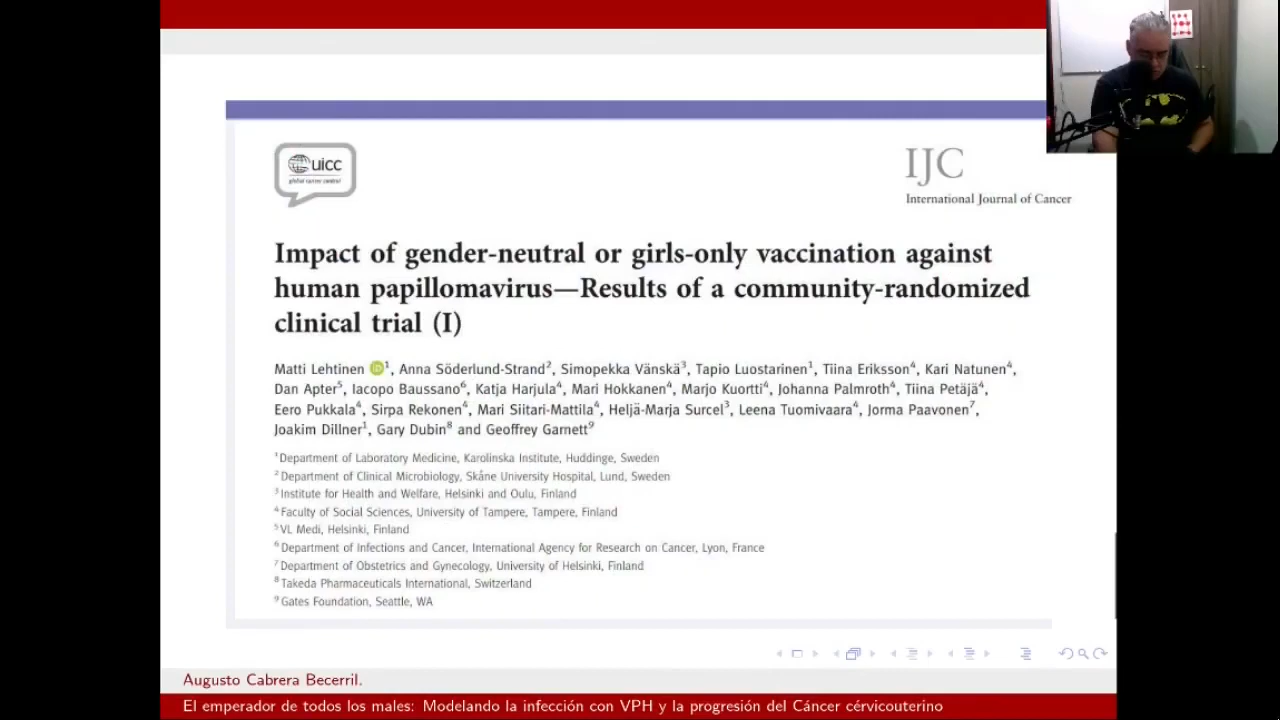 uicc
global cancer control
IJC
International Journal of Cancer
Impact of gender-neutral or girls-only vaccination against
human papillomavirus—Results of a community-randomized
clinical trial (I)
Matti Lehtinen iD¹, Anna Söderlund-Strand², Simopekka Vänskä³, Tapio Luostarinen¹, Tiina Eriksson⁴, Kari Natunen⁴,
Dan Apter⁵, Iacopo Baussano⁶, Katja Harjula⁴, Mari Hokkanen⁴, Marjo Kuortti⁴, Johanna Palmroth⁴, Tiina Petäjä⁴,
Eero Pukkala⁴, Sirpa Rekonen⁴, Mari Siitari-Mattila⁴, Heljä-Marja Surcel³, Leena Tuomivaara⁴, Jorma Paavonen⁷,
Joakim Dillner¹, Gary Dubin⁸ and Geoffrey Garnett⁹
¹Department of Laboratory Medicine, Karolinska Institute, Huddinge, Sweden
²Department of Clinical Microbiology, Skåne University Hospital, Lund, Sweden
³Institute for Health and Welfare, Helsinki and Oulu, Finland
⁴Faculty of Social Sciences, University of Tampere, Tampere, Finland
⁵VL Medi, Helsinki, Finland
⁶Department of Infections and Cancer, International Agency for Research on Cancer, Lyon, France
⁷Department of Obstetrics and Gynecology, University of Helsinki, Finland
⁸Takeda Pharmaceuticals International, Switzerland
⁹Gates Foundation, Seattle, WA
Augusto Cabrera Becerril.
El emperador de todos los males: Modelando la infección con VPH y la progresión del Cáncer cérvicouterino